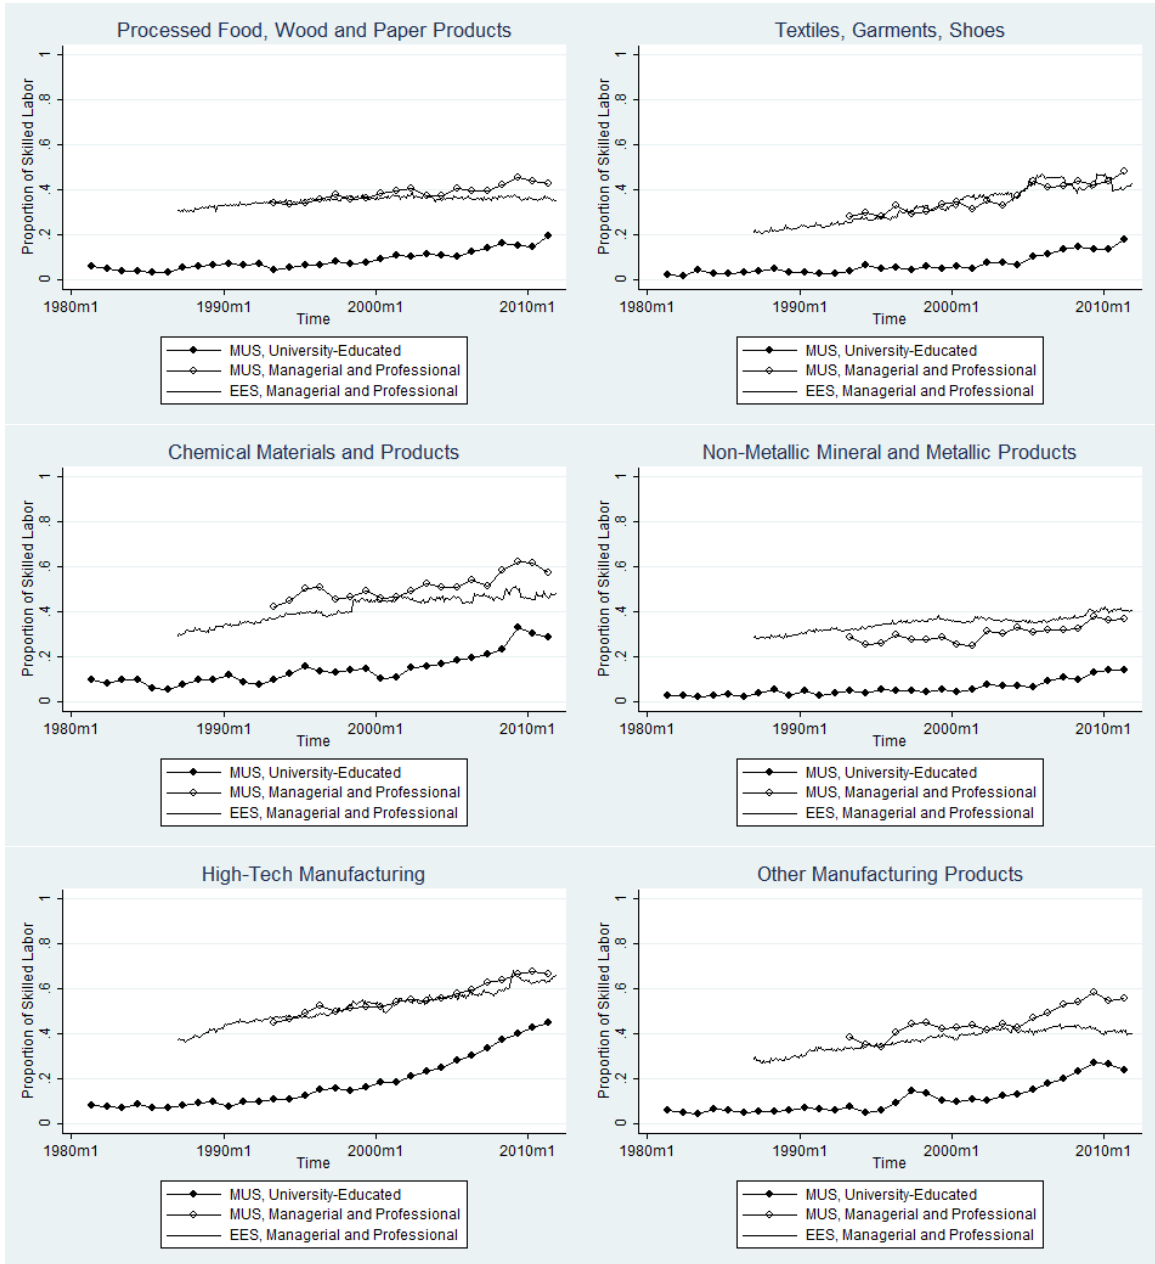 Processed Food, Wood and Paper Products
Proportion of Skilled Labor
1
.8
.6
.4
.2
0
1980m1 1990m1 2000m1 2010m1
Time
MUS, University-Educated
MUS, Managerial and Professional
EES, Managerial and Professional
Textiles, Garments, Shoes
Proportion of Skilled Labor
1
.8
.6
.4
.2
0
1980m1 1990m1 2000m1 2010m1
Time
MUS, University-Educated
MUS, Managerial and Professional
EES, Managerial and Professional
Chemical Materials and Products
Proportion of Skilled Labor
1
.8
.6
.4
.2
0
1980m1 1990m1 2000m1 2010m1
Time
MUS, University-Educated
MUS, Managerial and Professional
EES, Managerial and Professional
Non-Metallic Mineral and Metallic Products
Proportion of Skilled Labor
1
.8
.6
.4
.2
0
1980m1 1990m1 2000m1 2010m1
Time
MUS, University-Educated
MUS, Managerial and Professional
EES, Managerial and Professional
High-Tech Manufacturing
Proportion of Skilled Labor
1
.8
.6
.4
.2
0
1980m1 1990m1 2000m1 2010m1
Time
MUS, University-Educated
MUS, Managerial and Professional
EES, Managerial and Professional
Other Manufacturing Products
Proportion of Skilled Labor
1
.8
.6
.4
.2
0
1980m1 1990m1 2000m1 2010m1
Time
MUS, University-Educated
MUS, Managerial and Professional
EES, Managerial and Professional